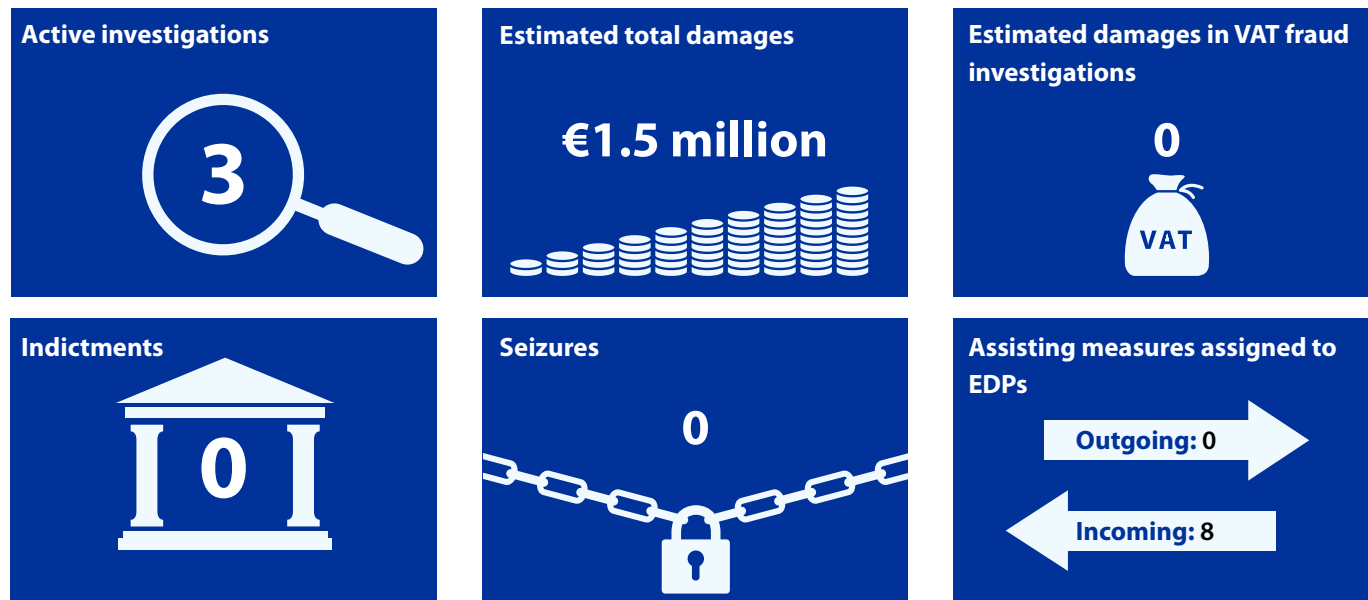 Active investigations
3
Estimated total damages
€1.5 million
Estimated damages in VAT fraud
investigations
0
VAT
Indictments
0
Seizures
0
Assisting measures assigned to
EDPs
Outgoing: 0
Incoming: 8